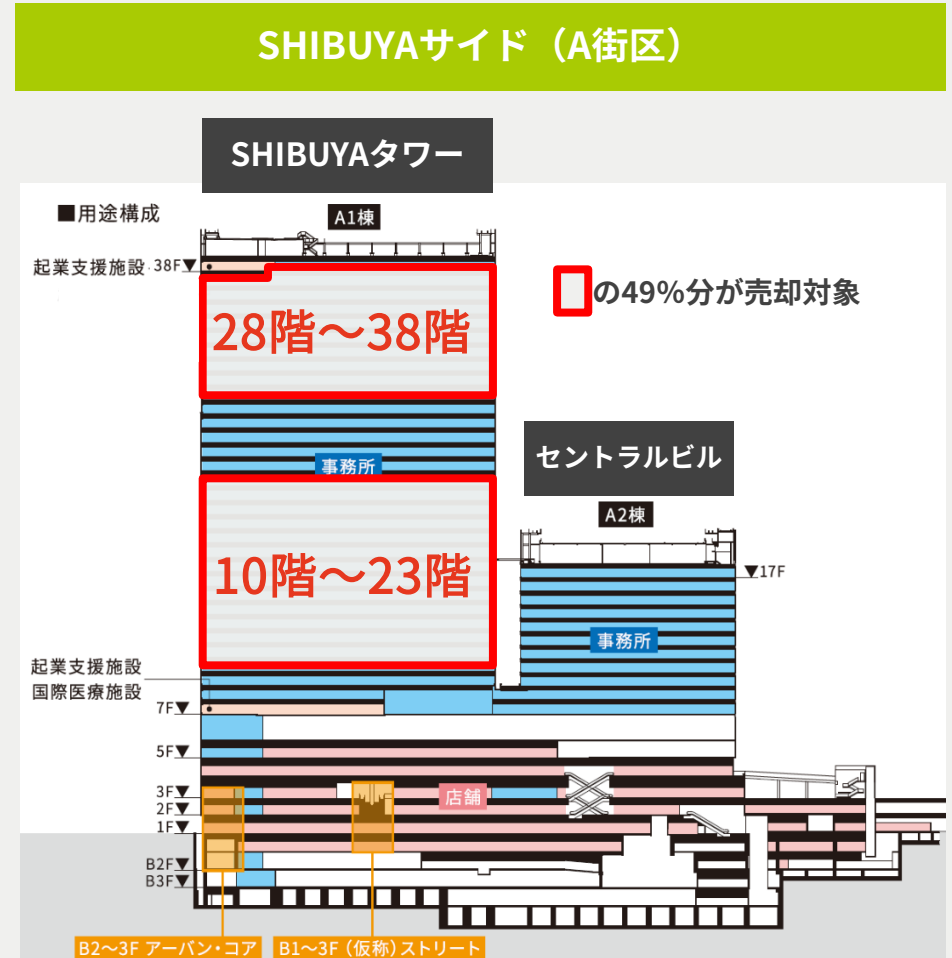 SHIBUYAサイド（A街区）
SHIBUYAタワー
■用途構成
A1棟
起業支援施設 38F▼
28階～38階
の49%分が売却対象
事務所
セントラルビル
A2棟
10階～23階
▼17F
事務所
起業支援施設
国際医療施設
7F▼
5F▼
3F▼
店舗
2F▼
1F▼
B2F▼
B3F▼
B2～3F アーバン・コア
B1～3F（仮称）ストリート